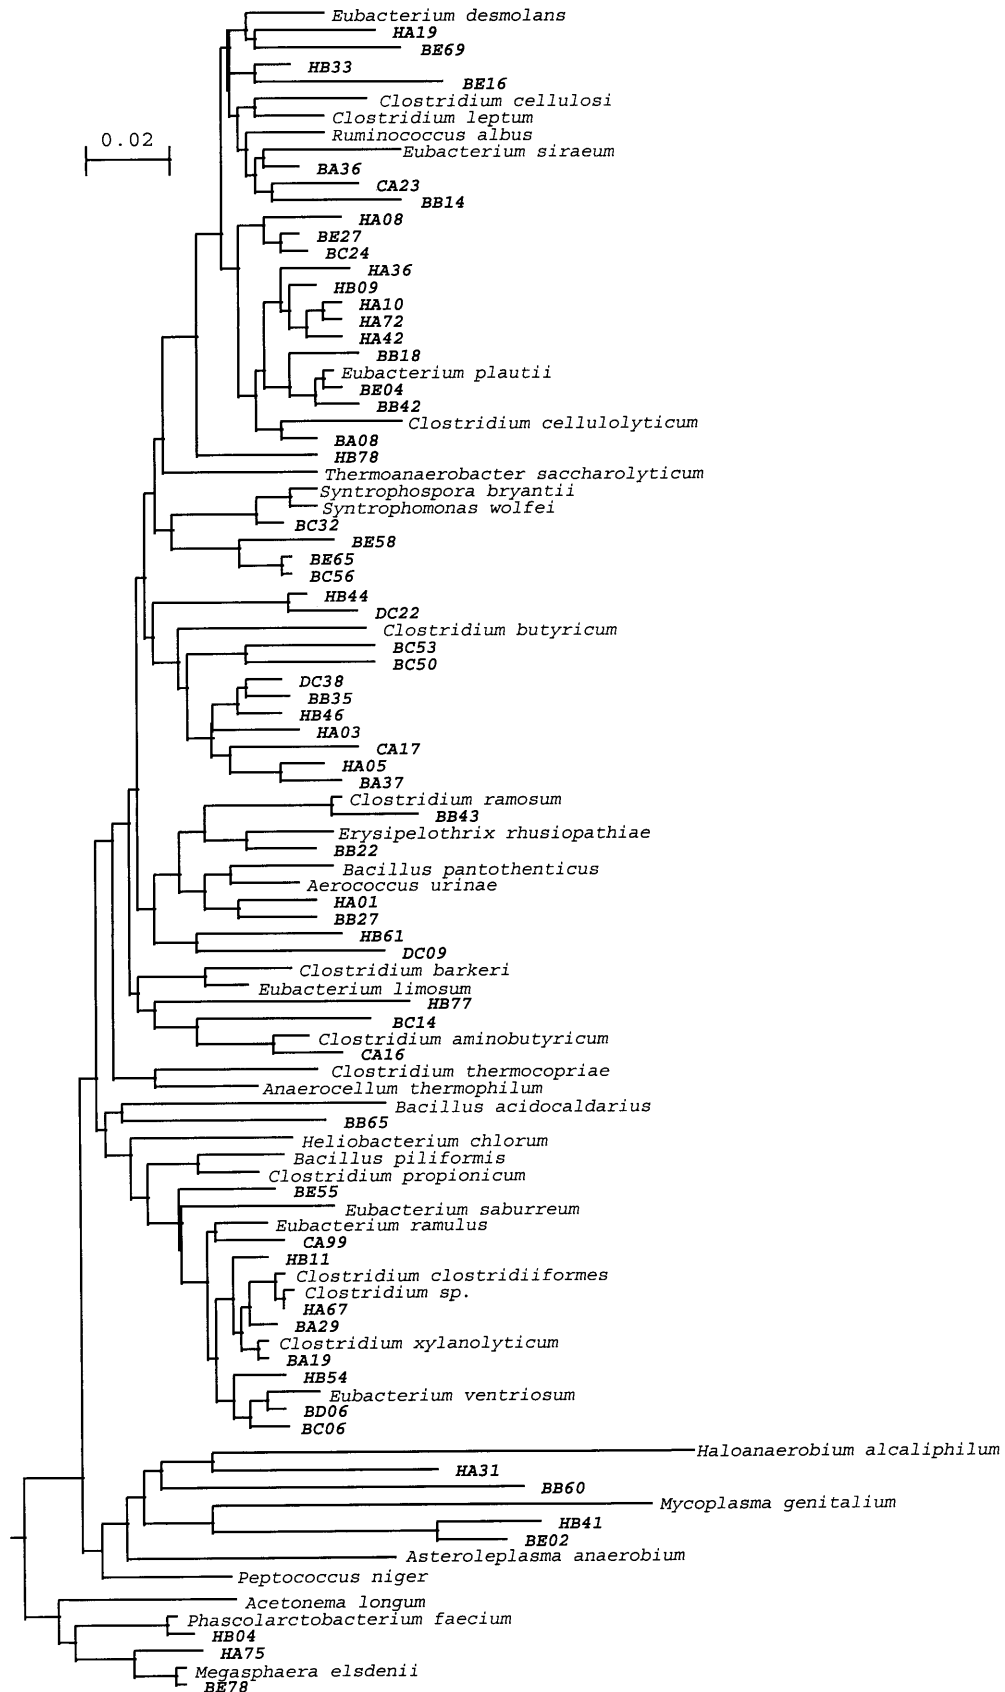 Eubacterium desmolans
HA19
BE69
HB33
BE16
Clostridium cellulosi
Clostridium leptum
0.02
Ruminococcus albus
Eubacterium siraeum
BA36
CA23
BB14
HA08
BE27
BC24
HA36
HB09
HA10
HA72
HA42
BB18
Eubacterium plautii
BE04
BB42
Clostridium cellulolyticum
BA08
HB78
Thermoanaerobacter saccharolyticum
Syntrophospora bryantii
Syntrophomonas wolfei
BC32
BE58
BE65
BC56
HB44
DC22
Clostridium butyricum
BC53
BC50
DC38
BB35
HB46
HA03
CA17
HA05
BA37
Clostridium ramosum
BB43
Erysipelothrix rhusiopathiae
BB22
Bacillus pantothenticus
Aerococcus urinae
HA01
BB27
HB61
DC09
Clostridium barkeri
Eubacterium limosum
HB77
BC14
Clostridium aminobutyricum
CA16
Clostridium thermocopriae
Anaerocellum thermophilum
Bacillus acidocaldarius
BB65
Heliobacterium chlorum
Bacillus piliformis
Clostridium propionicum
BE55
Eubacterium saburreum
Eubacterium ramulus
CA99
HB11
Clostridium clostridiiformes
Clostridium sp.
HA67
BA29
Clostridium xylanolyticum
BA19
HB54
Eubacterium ventriosum
BD06
BC06
Haloanaerobium alcaliphilum
HA31
BB60
Mycoplasma genitalium
HB41
BE02
Asteroleplasma anaerobium
Peptococcus niger
Acetonema longum
Phascolarctobacterium faecium
HB04
HA75
Megasphaera elsdenii
BE78